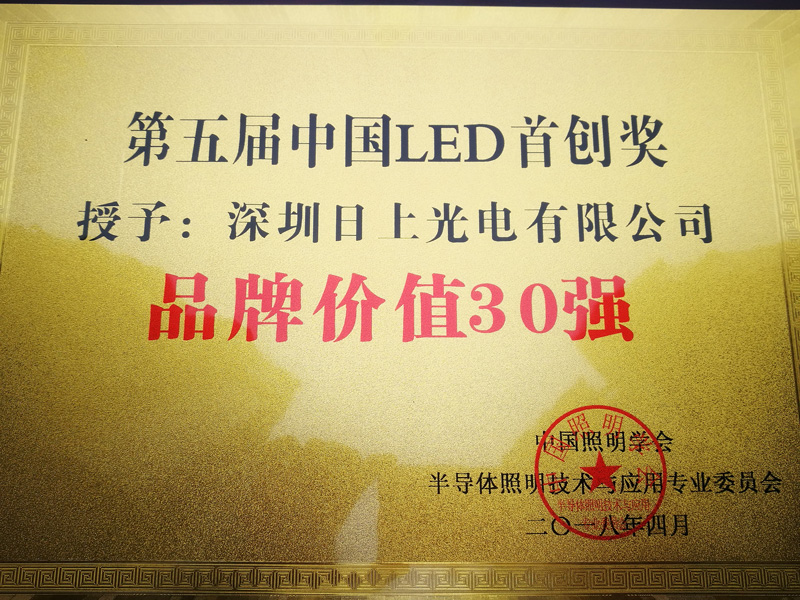 第五届中国LED首创奖
授予：深圳日上光电有限公司
品牌价值30强
中国照明学会
半导体照明技术与应用专业委员会
二〇一八年四月